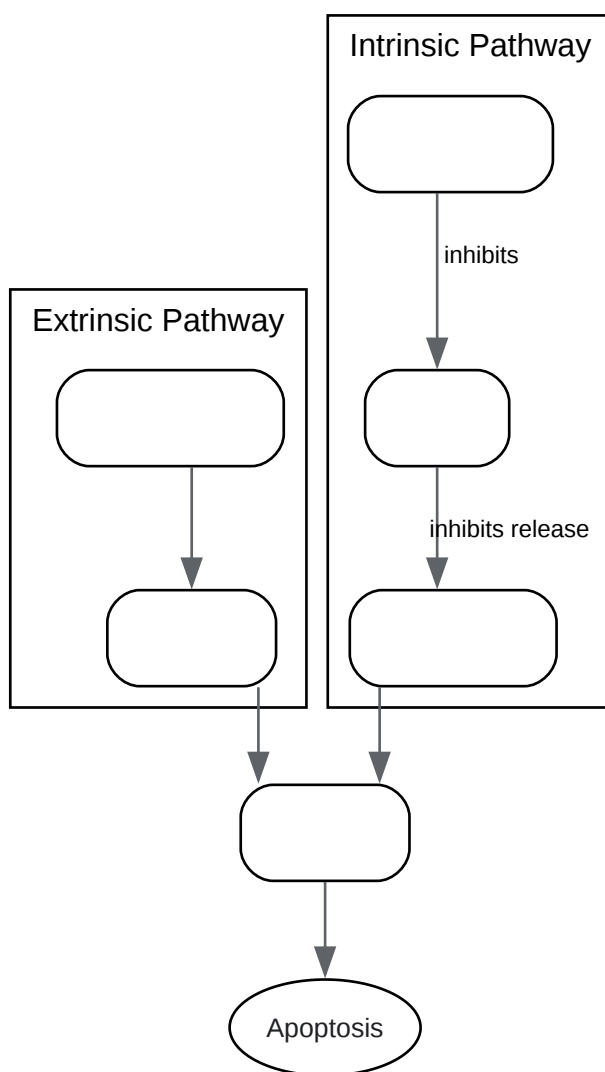 Intrinsic Pathway
inhibits
Extrinsic Pathway
inhibits release
Apoptosis